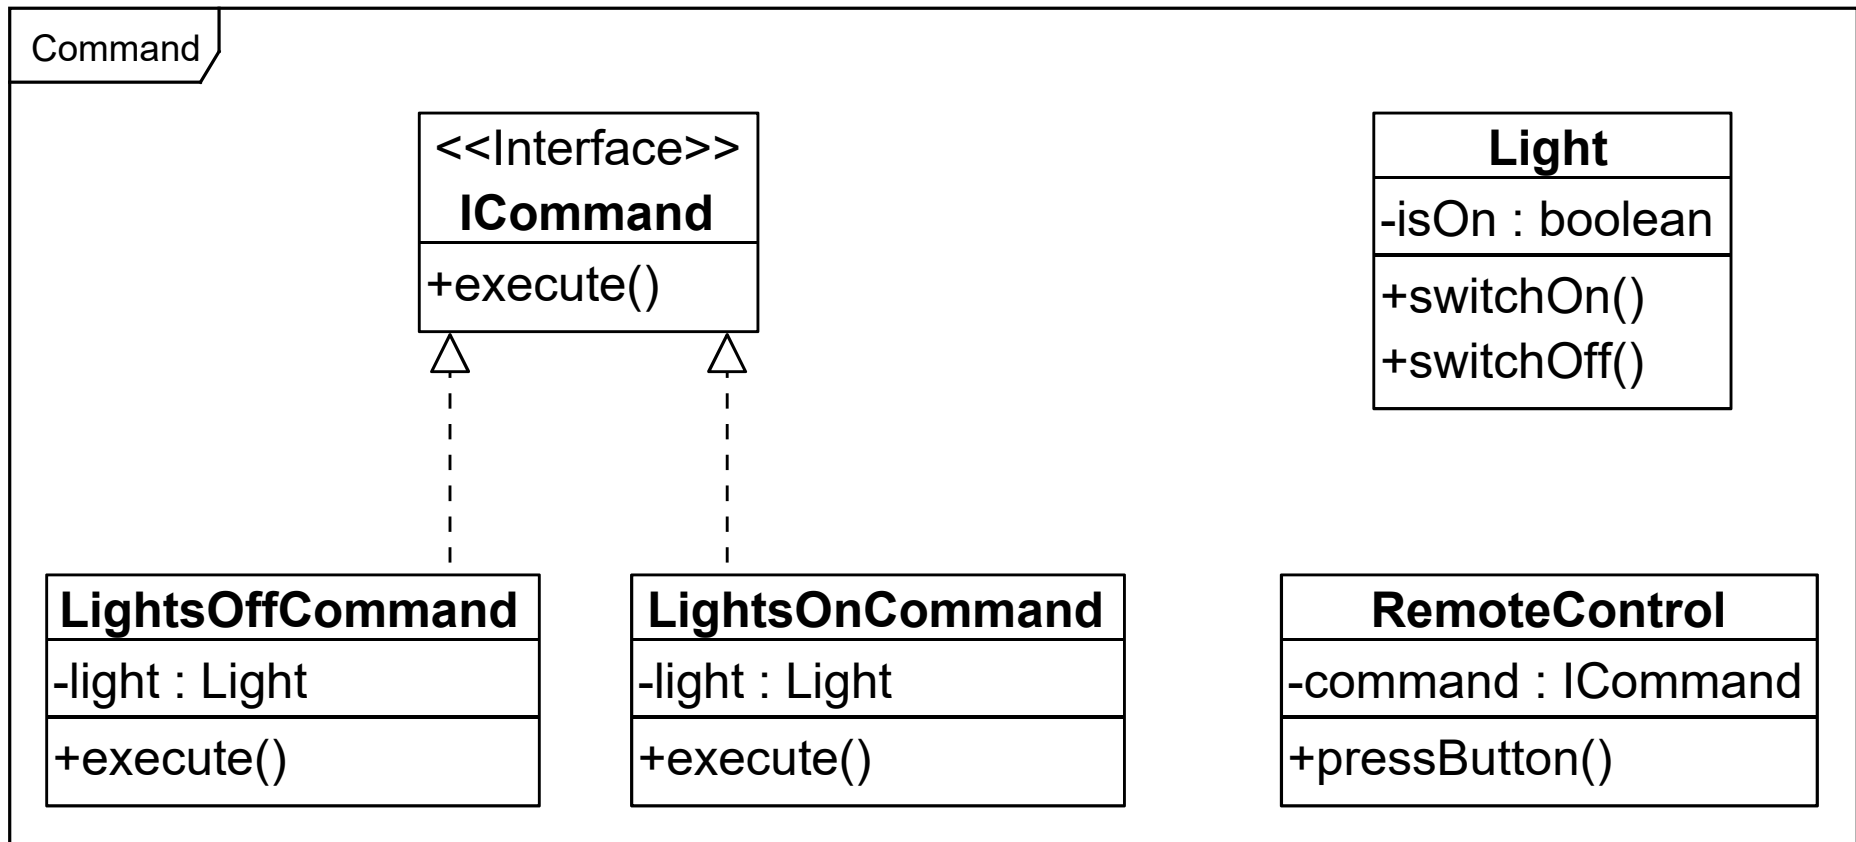 Command
<<Interface>>
ICommand
+execute()
Light
-isOn : boolean
+switchOn()
+switchOff()
LightsOffCommand
-light : Light
+execute()
LightsOnCommand
-light : Light
+execute()
RemoteControl
-command : ICommand
+pressButton()